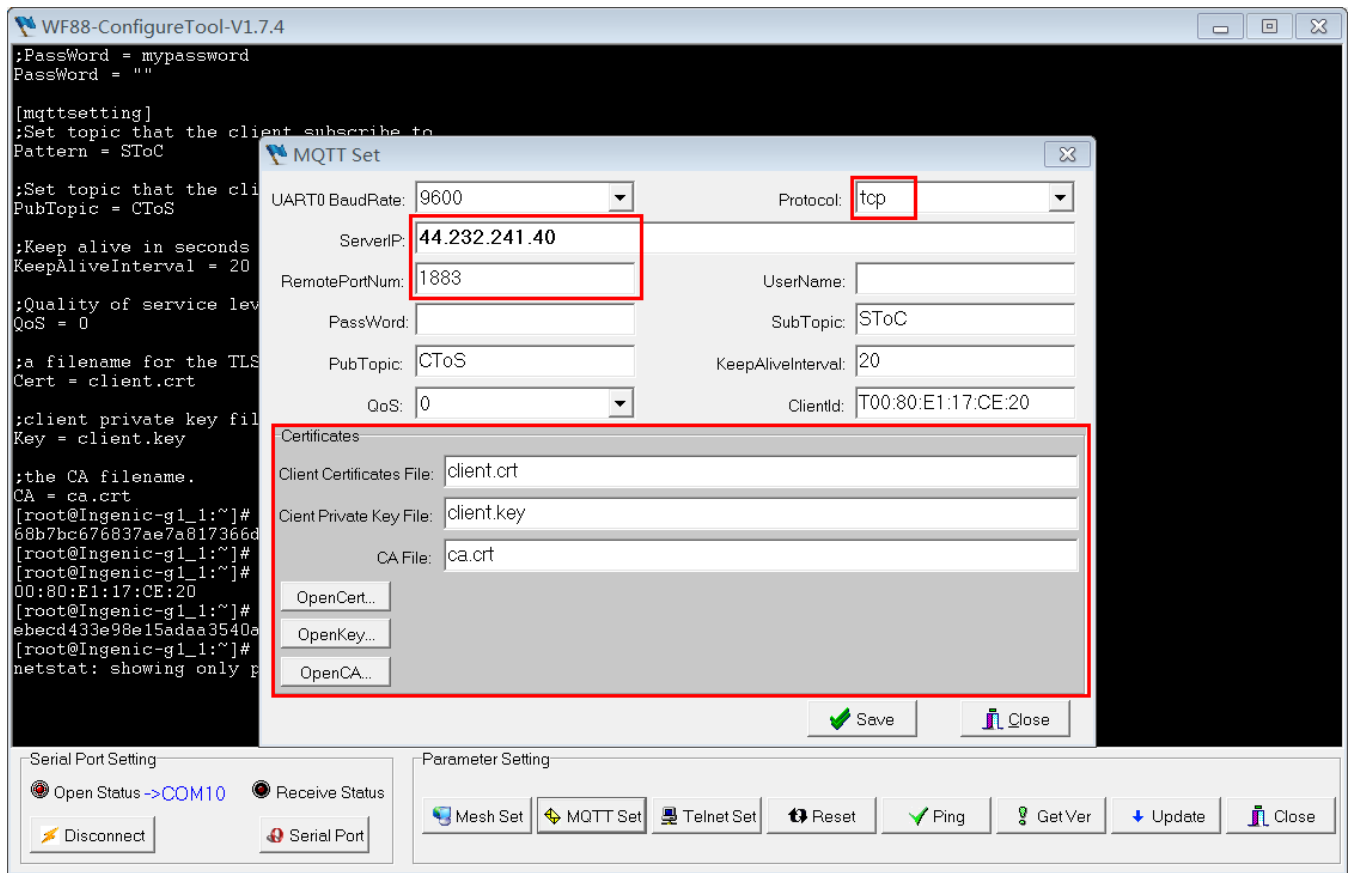 WF88-ConfigureTool-V1.7.4
;PassWord = mypassword
PassWord = ""
[mqttsetting]
;Set topic that the client subscribe to
Pattern = SToC
;Set topic that the cli
PubTopic = CToS
;Keep alive in seconds
KeepAliveInterval = 20
;Quality of service lev
QoS = 0
;a filename for the TLS
Cert = client.crt
;client private key fil
Key = client.key
;the CA filename.
CA = ca.crt
[root@Ingenic-g1_1:~]#
68b7bc676837ae7a817366d
[root@Ingenic-g1_1:~]#
[root@Ingenic-g1_1:~]#
00:80:E1:17:CE:20
[root@Ingenic-g1_1:~]#
ebecd433e98e15adaa3540a
[root@Ingenic-g1_1:~]#
netstat: showing only p
MQTT Set
UART0 BaudRate: 9600 Protocol: tcp
ServerIP: 44.232.241.40
RemotePortNum: 1883 UserName:
PassWord: SubTopic: SToC
PubTopic: CToS KeepAliveInterval: 20
QoS: 0 ClientId: T00:80:E1:17:CE:20
Certificates
Client Certificates File: client.crt
Cient Private Key File: client.key
CA File: ca.crt
OpenCert...
OpenKey...
OpenCA...
Save Close
Serial Port Setting
Open Status ->COM10 Receive Status
Disconnect Serial Port
Parameter Setting
Mesh Set MQTT Set Telnet Set Reset Ping Get Ver Update Close